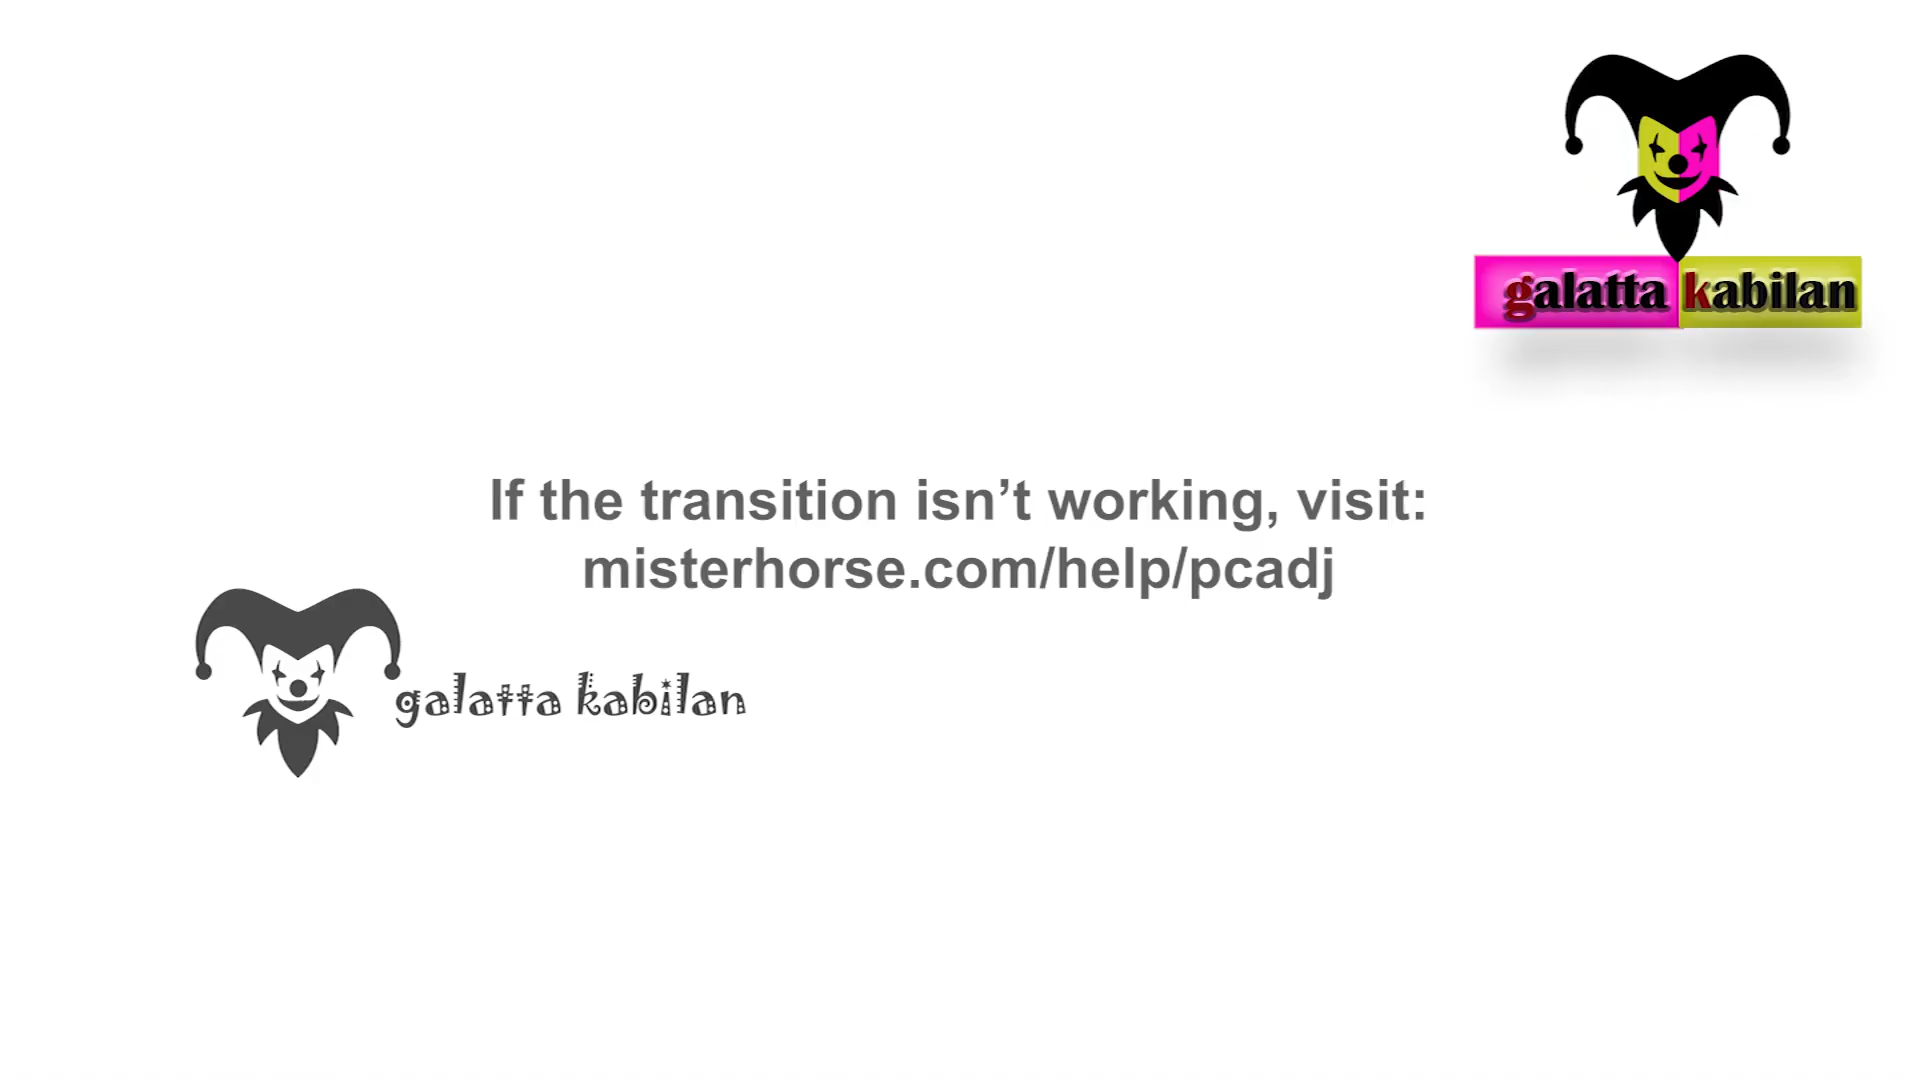 galatta kabilan
If the transition isn’t working, visit:
misterhorse.com/help/pcadj
galatta kabilan